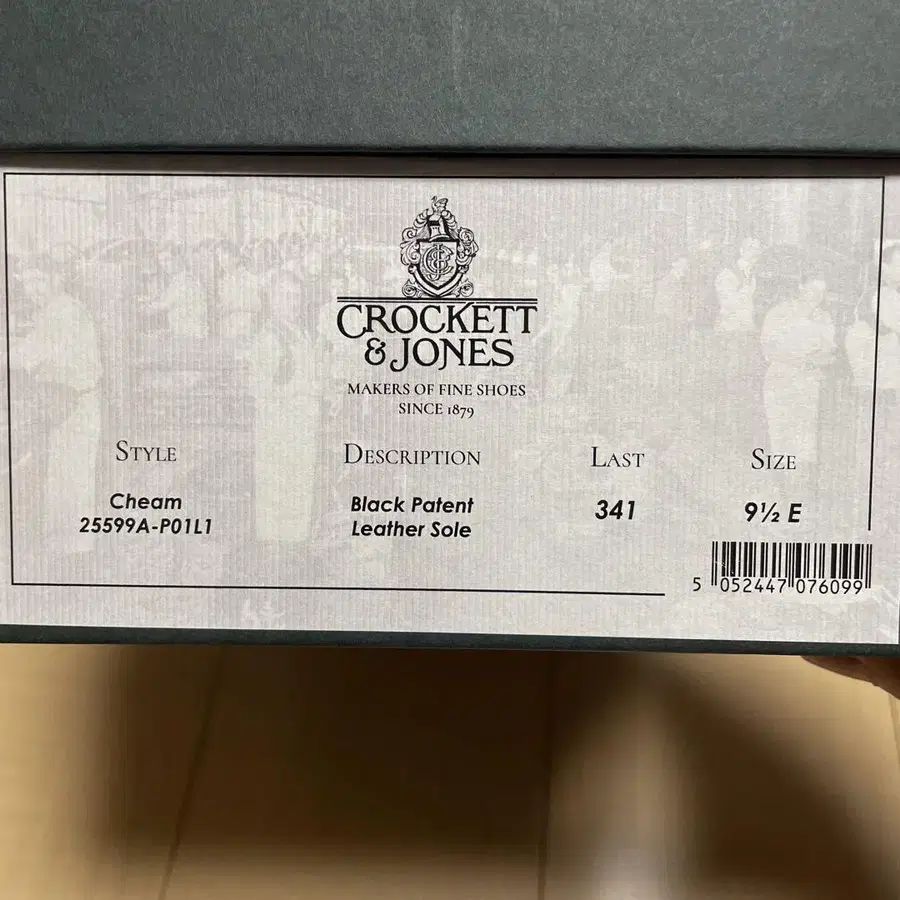 CROCKETT
& JONES
MAKERS OF FINE SHOES
SINCE 1879
STYLE
Cheam
25599A-P01L1
DESCRIPTION
Black Patent
Leather Sole
LAST
341
SIZE
9½ E
5 052447 076099